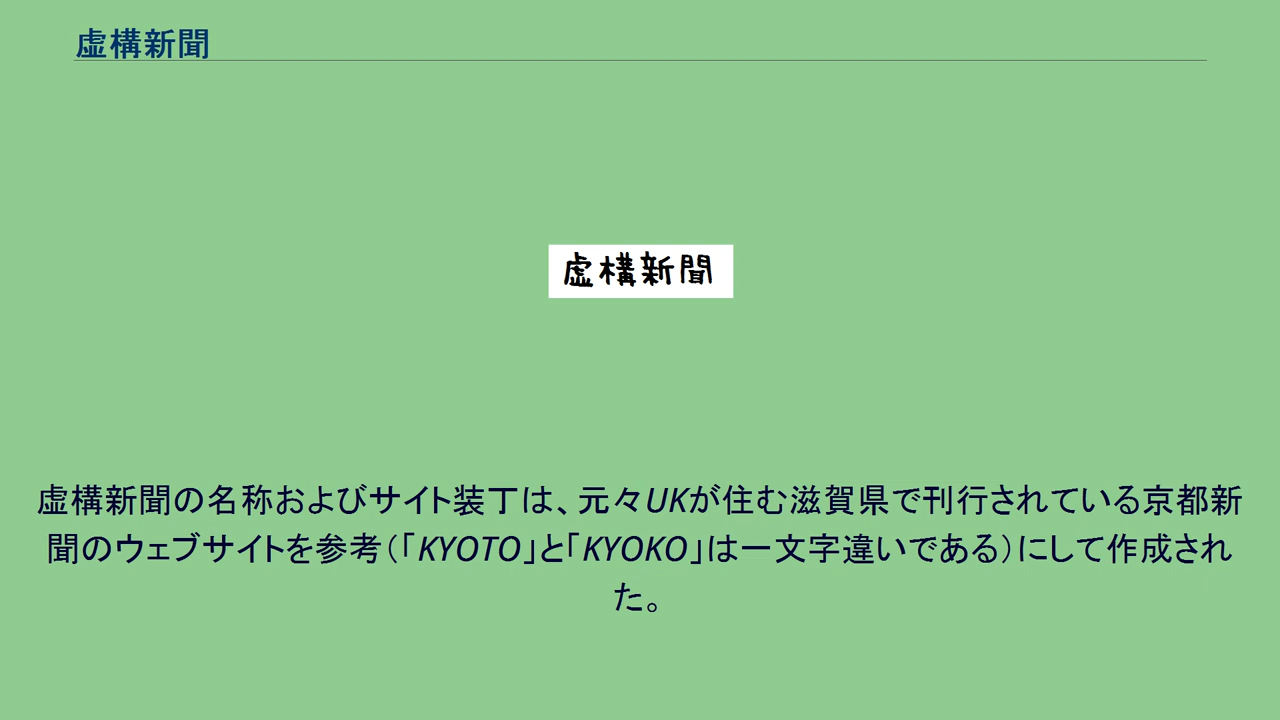 虚構新聞
虚構新聞
虚構新聞の名称およびサイト装丁は、元々UKが住む滋賀県で刊行されている京都新
聞のウェブサイトを参考(「KYOTO」と「KYOKO」は一文字違いである)にして作成され
た。